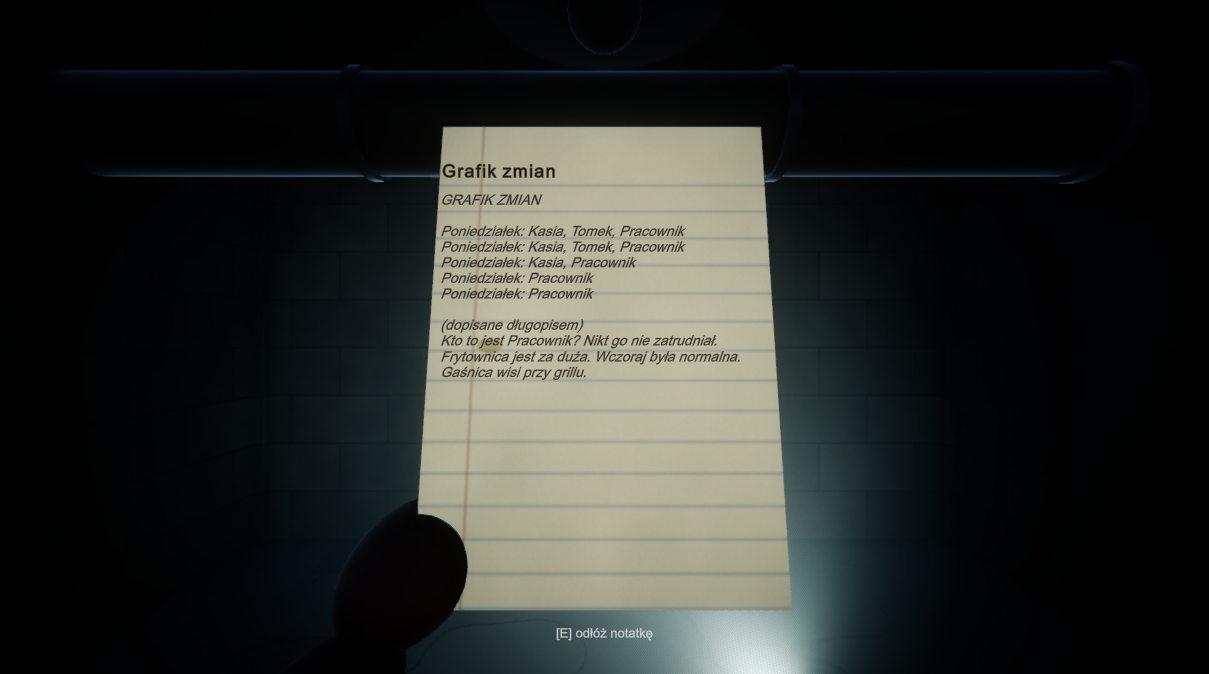 Grafik zmian
GRAFIK ZMIAN
Poniedziałek: Kasia, Tomek, Pracownik
Poniedziałek: Kasia, Tomek, Pracownik
Poniedziałek: Kasia, Pracownik
Poniedziałek: Pracownik
Poniedziałek: Pracownik
(dopisane długopisem)
Kto to jest Pracownik? Nikt go nie zatrudniał.
Frytownica jest za duża. Wczoraj była normalna.
Gaśnica wisi przy grillu.
[E] odłóż notatkę